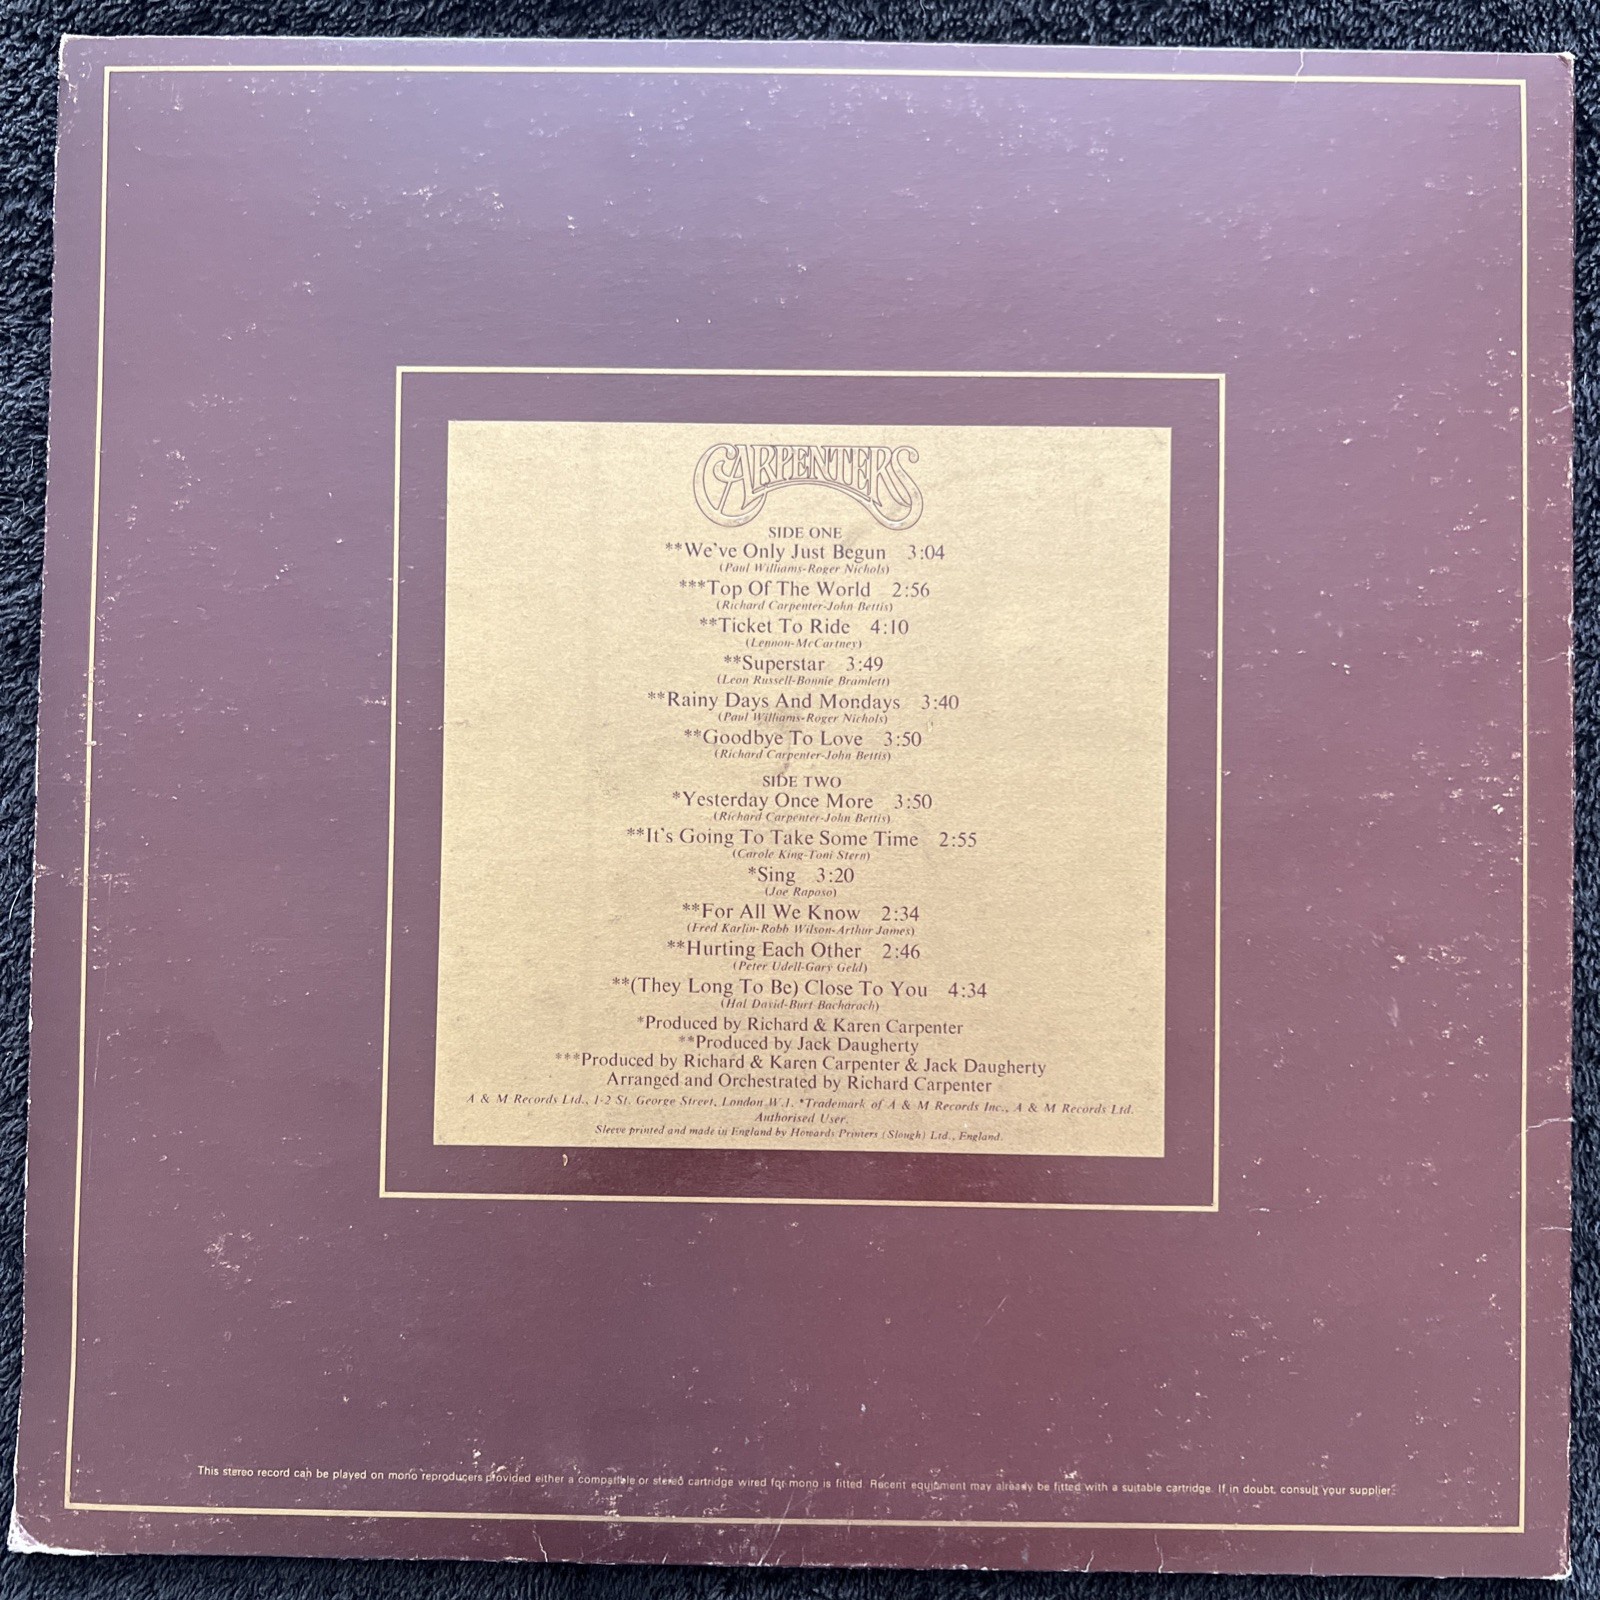 CARPENTERS
SIDE ONE
**We've Only Just Begun 3:04
(Paul Williams-Roger Nichols)
***Top Of The World 2:56
(Richard Carpenter-John Bettis)
**Ticket To Ride 4:10
(Lennon-McCartney)
**Superstar 3:49
(Leon Russell-Bonnie Bramlett)
**Rainy Days And Mondays 3:40
(Paul Williams-Roger Nichols)
**Goodbye To Love 3:50
(Richard Carpenter-John Bettis)
SIDE TWO
*Yesterday Once More 3:50
(Richard Carpenter-John Bettis)
**It's Going To Take Some Time 2:55
(Carole King-Toni Stern)
*Sing 3:20
(Joe Raposo)
**For All We Know 2:34
(Fred Karlin-Robb Wilson-Arthur James)
**Hurting Each Other 2:46
(Peter Udell-Gary Geld)
**(They Long To Be) Close To You 4:34
(Hal David-Burt Bacharach)
*Produced by Richard & Karen Carpenter
**Produced by Jack Daugherty
***Produced by Richard & Karen Carpenter & Jack Daugherty
Arranged and Orchestrated by Richard Carpenter
A & M Records Ltd., 1-2 St. George Street, London W.1. *Trademark of A & M Records Inc., A & M Records Ltd.
Authorised User.
Sleeve printed and made in England by Howards Printers (Slough) Ltd., England.
This stereo record can be played on mono reproducers provided either a compatible or stereo cartridge wired for mono is fitted. Recent equipment may already be fitted with a suitable cartridge. If in doubt, consult your supplier.